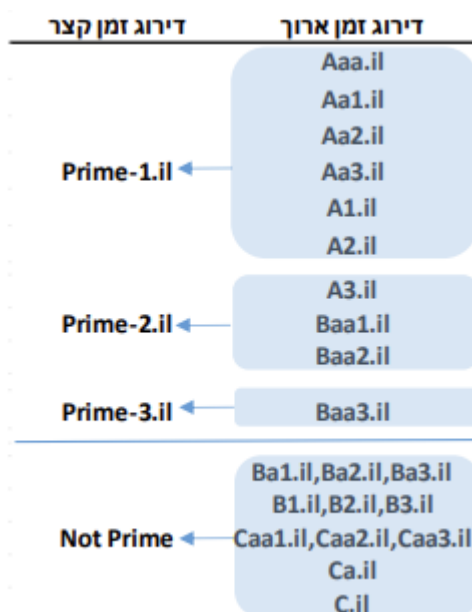 דירוג זמן ארוך דירוג זמן קצר
Aaa.il
Aa1.il
Aa2.il
Aa3.il Prime-1.il
A1.il
A2.il
A3.il
Baa1.il Prime-2.il
Baa2.il
Baa3.il Prime-3.il
Ba1.il,Ba2.il,Ba3.il
B1.il,B2.il,B3.il
Caa1.il,Caa2.il,Caa3.il Not Prime
Ca.il
C.il